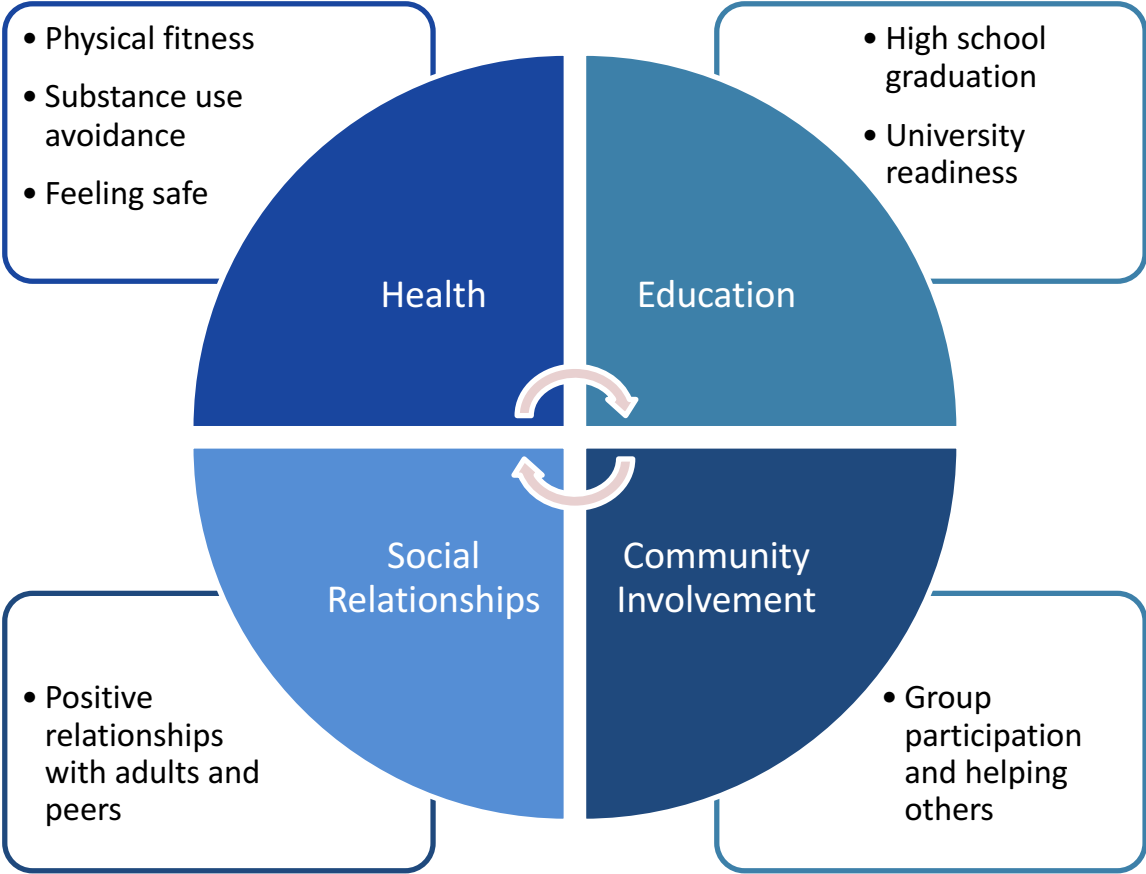 • Physical fitness
• Substance use
avoidance
• Feeling safe
• High school
graduation
• University
readiness
Health
Education
Social
Relationships
Community
Involvement
• Positive
relationships
with adults and
peers
• Group
participation
and helping
others